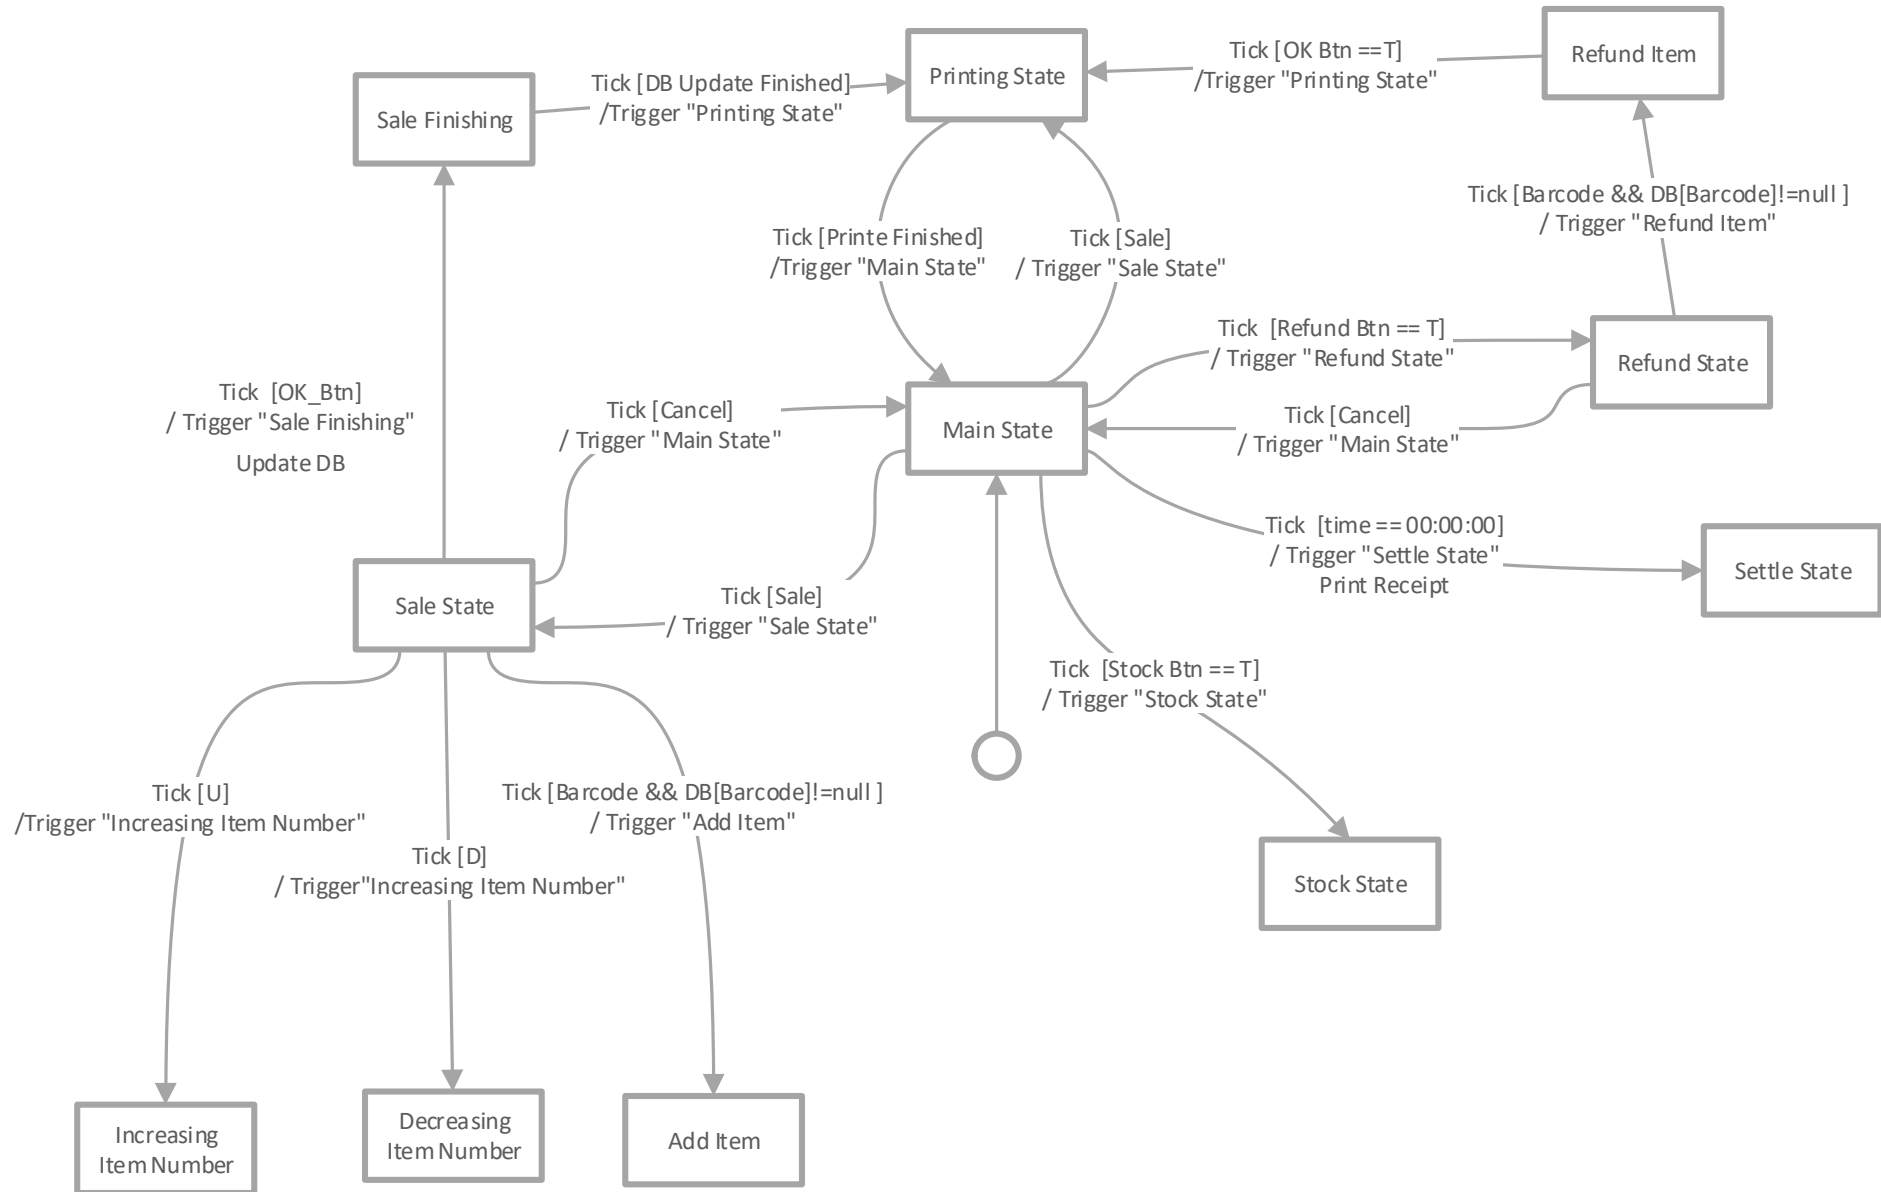 Refund Item
Tick [OK Btn ==T]
/Trigger "Printing State"
Printing State
Tick [DB Update Finished]
/Trigger "Printing State"
Sale Finishing
Tick [Barcode && DB[Barcode]!=null ]
/ Trigger "Refund Item"
Tick [Printe Finished]
/Trigger "Main State"
Tick [Sale]
/ Trigger "Sale State"
Tick [Refund Btn == T]
/ Trigger "Refund State"
Refund State
Tick [OK_Btn]
/ Trigger "Sale Finishing"
Update DB
Tick [Cancel]
/ Trigger "Main State"
Main State
Tick [Cancel]
/ Trigger "Main State"
Tick [time == 00:00:00]
/ Trigger "Settle State"
Print Receipt
Settle State
Sale State
Tick [Sale]
/ Trigger "Sale State"
Tick [Stock Btn == T]
/ Trigger "Stock State"
Tick [U]
/Trigger "Increasing Item Number"
Tick [D]
/ Trigger"Increasing Item Number"
Tick [Barcode && DB[Barcode]!=null ]
/ Trigger "Add Item"
Stock State
Increasing
Item Number
Decreasing
Item Number
Add Item